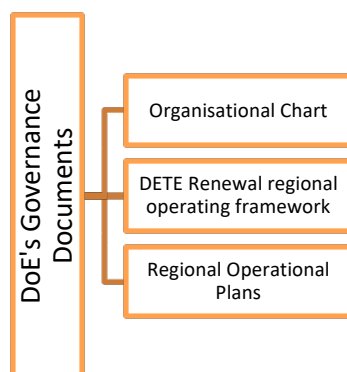 DoE's Governance
Documents
Organisational Chart
DETE Renewal regional
operating framework
Regional Operational
Plans